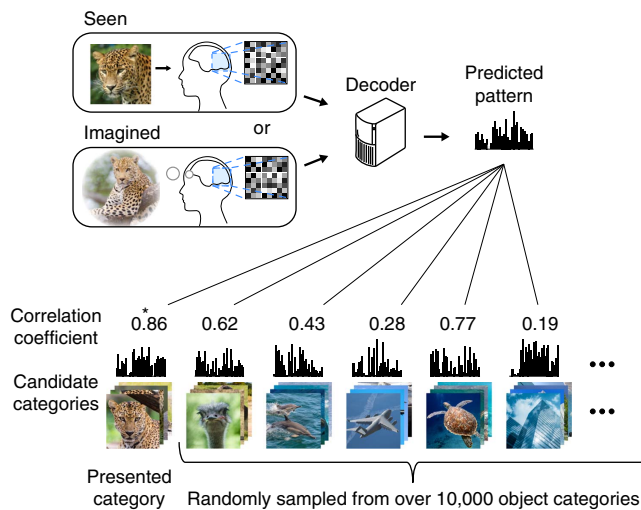 Seen
Imagined
or
Decoder
Predicted
pattern
Correlation
coefficient
*
0.86 0.62 0.43 0.28 0.77 0.19
•••
Candidate
categories
•••
Presented
category
Randomly sampled from over 10,000 object categories